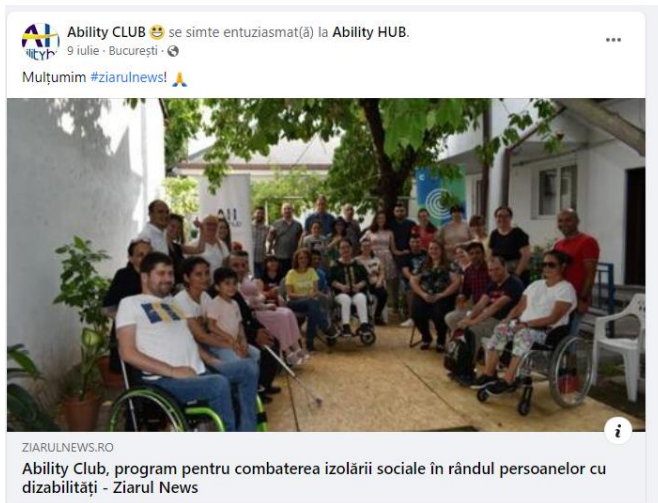 Ability CLUB 😀 se simte entuziasmat(ă) la Ability HUB.
9 iulie · București ·
Mulțumim #ziarulnews! 🙏
ZIARULNEWS.RO
Ability Club, program pentru combaterea izolării sociale în rândul persoanelor cu
dizabilități - Ziarul News